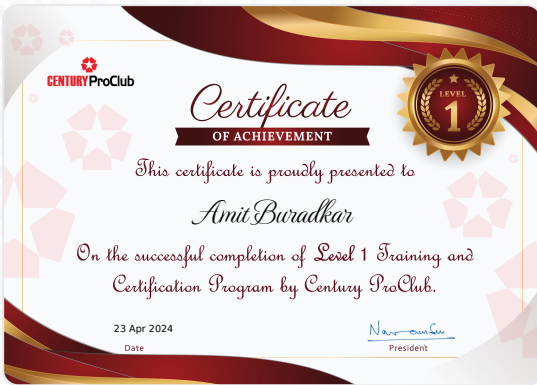 CENTURY ProClub
Certificate
OF ACHIEVEMENT
LEVEL
1
This certificate is proudly presented to
Amit Buradkar
On the successful completion of Level 1 Training and
Certification Program by Century ProClub.
23 Apr 2024
Date
President